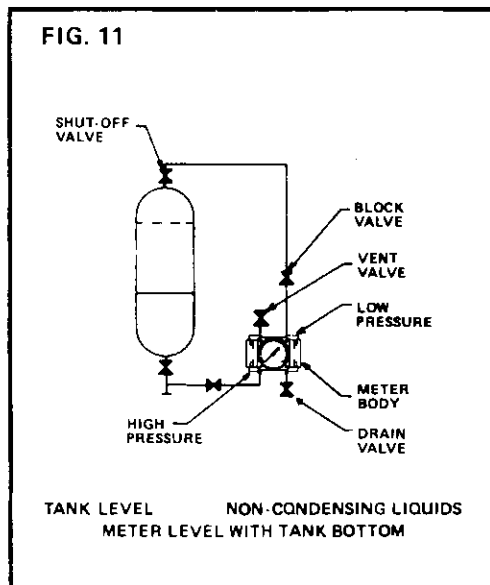 FIG. 11
SHUT-OFF
VALVE
BLOCK
VALVE
VENT
VALVE
LOW
PRESSURE
METER
BODY
HIGH
PRESSURE
DRAIN
VALVE
TANK LEVEL NON-CONDENSING LIQUIDS
METER LEVEL WITH TANK BOTTOM